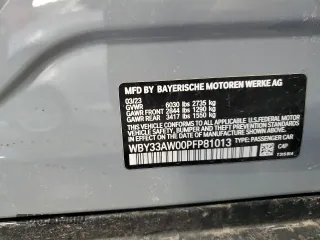 MFD. BY BAYERISCHE MOTOREN WERKE AG
03/23
GVWR 6030 lbs 2735 kg
GAWR FRONT 2844 lbs 1290 kg
GAWR REAR 3417 lbs 1550 kg
THIS VEHICLE CONFORMS TO ALL APPLICABLE U.S. FEDERAL MOTOR
VEHICLE SAFETY, BUMPER, AND THEFT PREVENTION STANDARDS IN
EFFECT ON THE DATE OF MANUFACTURE SHOWN ABOVE.
WBY33AW00PFP81013 TYPE: PASSENGER CAR
C4P